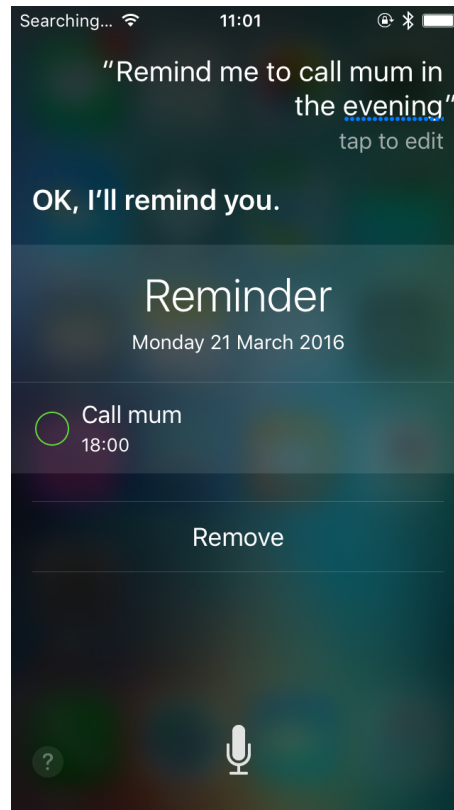 Searching... 11:01
“Remind me to call mum in
the evening”
tap to edit
OK, I’ll remind you.
Reminder
Monday 21 March 2016
Call mum
18:00
Remove
?